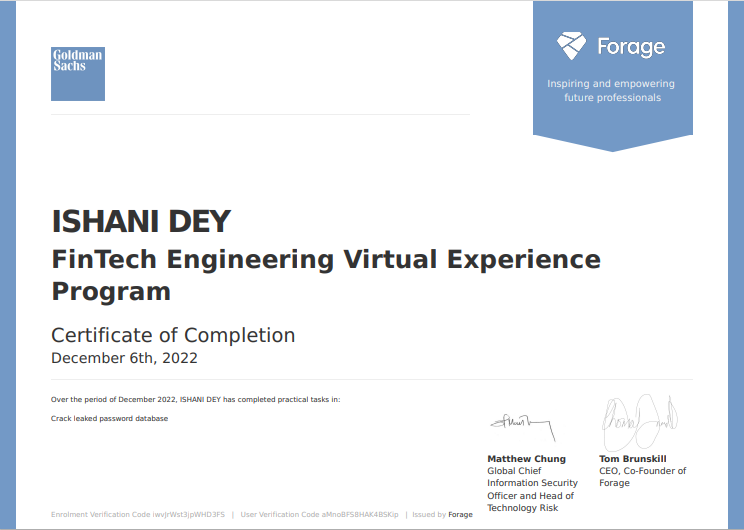 Goldman
Sachs
Forage
Inspiring and empowering
future professionals
ISHANI DEY
FinTech Engineering Virtual Experience
Program
Certificate of Completion
December 6th, 2022
Over the period of December 2022, ISHANI DEY has completed practical tasks in:
Crack leaked password database
Matthew Chung
Global Chief
Information Security
Officer and Head of
Technology Risk
Tom Brunskill
CEO, Co-Founder of
Forage
Enrolment Verification Code iwvJrWst3jpWHD3FS | User Verification Code aMnoBFS8HAK4BSKip | Issued by Forage